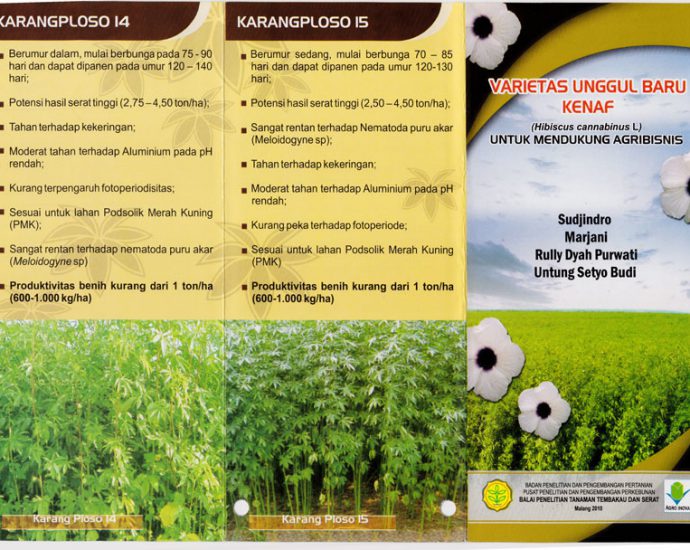 KARANGPLOSO 14
Berumur dalam, mulai berbunga pada 75 - 90
hari dan dapat dipanen pada umur 120 – 140
hari;
Potensi hasil serat tinggi (2,75 – 4,50 ton/ha);
Tahan terhadap kekeringan;
Moderat tahan terhadap Aluminium pada pH
rendah;
Kurang terpengaruh fotoperiodisitas;
Sesuai untuk lahan Podsolik Merah Kuning
(PMK);
Sangat rentan terhadap nematoda puru akar
(Meloidogyne sp)
Produktivitas benih kurang dari 1 ton/ha
(600-1.000 kg/ha)
Karang Ploso 14
KARANGPLOSO 15
Berumur sedang, mulai berbunga 70 – 85
hari dan dapat dipanen pada umur 120-130
hari;
Potensi hasil serat tinggi (2,50 – 4,50 ton/ha);
Sangat rentan terhadap Nematoda puru akar
(Meloidogyne sp);
Tahan terhadap kekeringan;
Moderat tahan terhadap Aluminium pada pH
rendah;
Kurang peka terhadap fotoperiode;
Sesuai untuk lahan Podsolik Merah Kuning
(PMK)
Produktivitas benih kurang dari 1 ton/ha
(600-1.000 kg/ha)
Karang Ploso 15
VARIETAS UNGGUL BARU
KENAF
(Hibiscus cannabinus L)
UNTUK MENDUKUNG AGRIBISNIS
Sudjindro
Marjani
Rully Dyah Purwati
Untung Setyo Budi
BADAN PENELITIAN DAN PENGEMBANGAN PERTANIAN
PUSAT PENELITIAN DAN PENGEMBANGAN PERKEBUNAN
BALAI PENELITIAN TANAMAN TEMBAKAU DAN SERAT
Malang 2010
AGRO INOVA